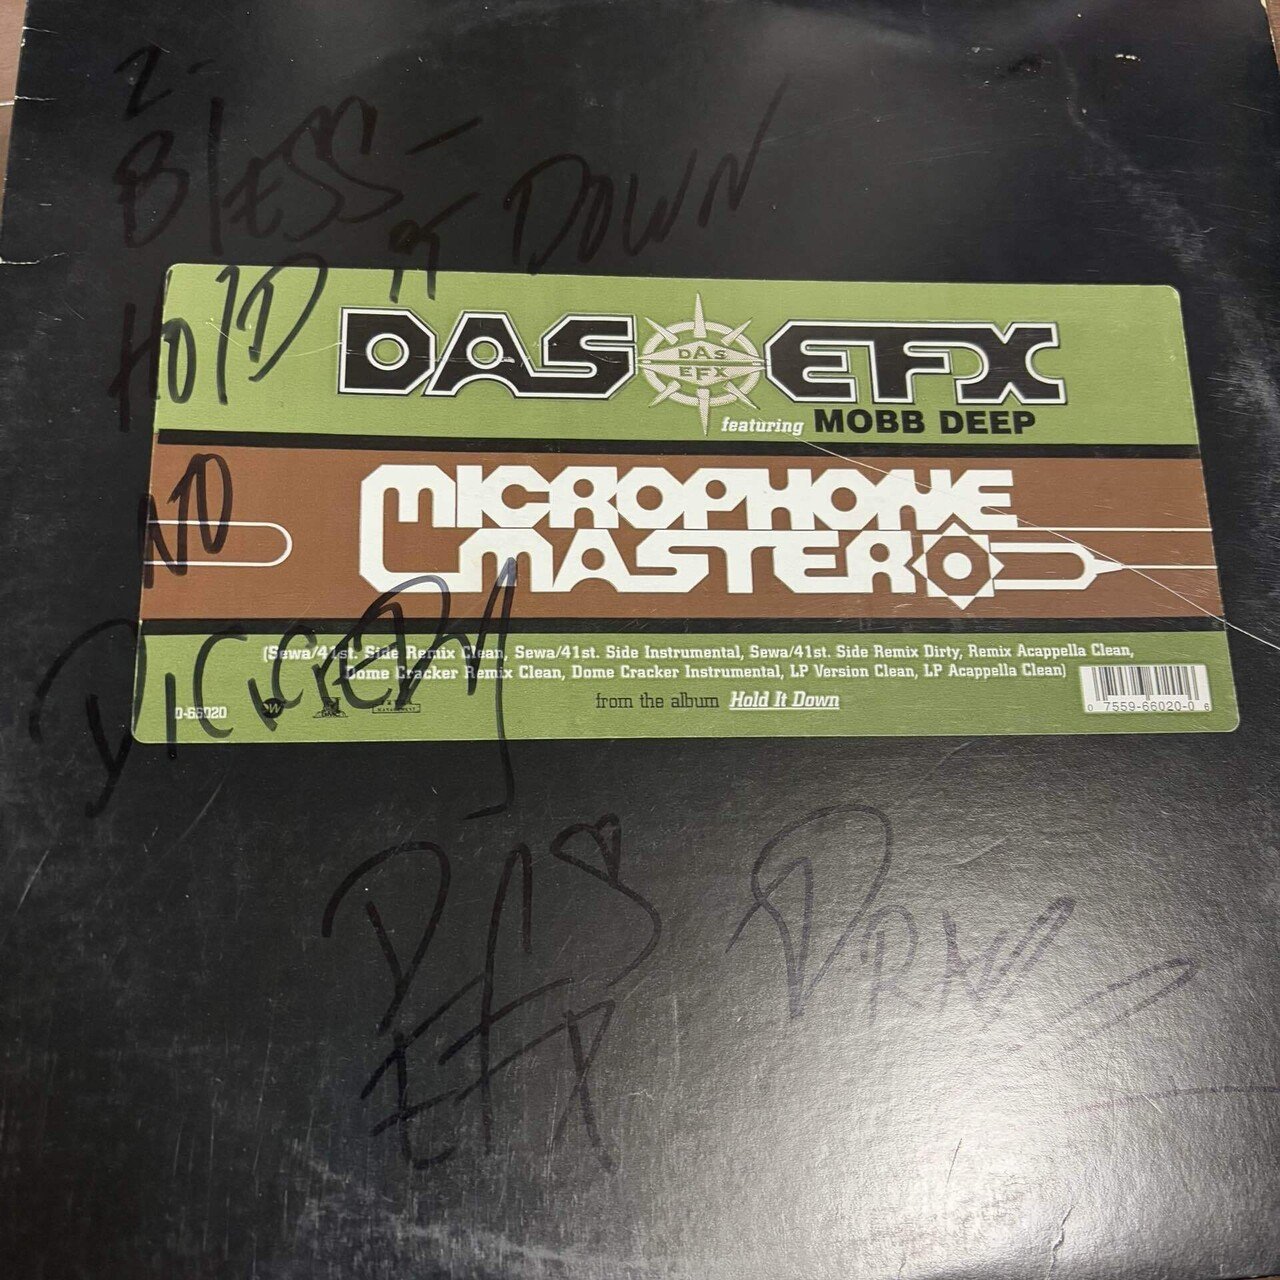 2-
BlESS-
HOlD IT DOWN
DAS EFX
DAS
EFX
featuring MOBB DEEP
NO
MICROPHONE
MASTER
DIGGEDY
(Sewa/41st. Side Remix Clean, Sewa/41st. Side Instrumental, Sewa/41st. Side Remix Dirty, Remix Acappella Clean,
Dome Cracker Remix Clean, Dome Cracker Instrumental, LP Version Clean, LP Acappella Clean)
from the album Hold It Down
0-66020
0 7559-66020-0 6
DAS
EFX
DRAE